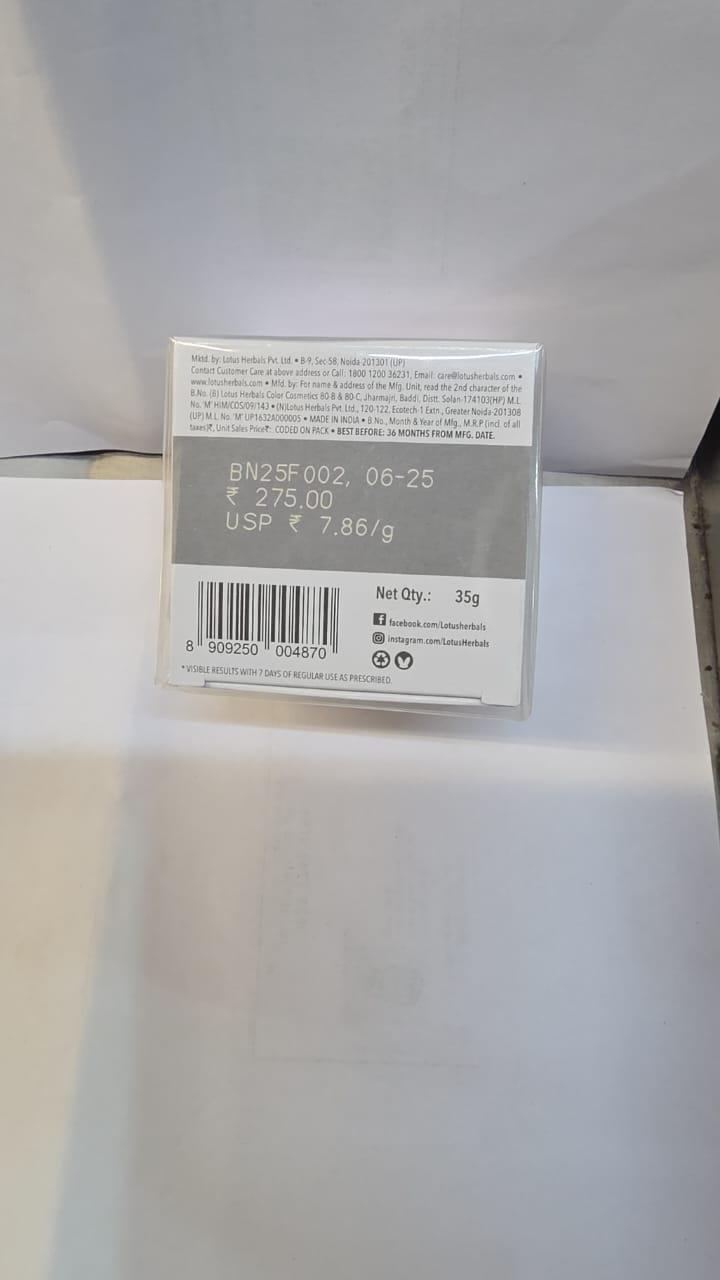 Mktd. by: Lotus Herbals Pvt. Ltd. • B-9, Sec-58, Noida-201301 (UP)
Contact Customer Care at above address or Call: 1800 1200 36231, Email: care@lotusherbals.com •
www.lotusherbals.com • Mfd. by: For name & address of the Mfg. Unit, read the 2nd character of the
B.No. (B) Lotus Herbals Color Cosmetics 80-B & 80-C, Jharmajri, Baddi, Distt. Solan-174103(HP) M.L.
No. 'M' HIM/COS/09/143 • (N)Lotus Herbals Pvt. Ltd., 120-122, Ecotech-1 Extn., Greater Noida-201308
(UP) M.L. No. 'M' UP1632A000005 • MADE IN INDIA • B.No., Month & Year of Mfg., M.R.P (incl. of all
taxes)₹, Unit Sales Price₹: CODED ON PACK • BEST BEFORE: 36 MONTHS FROM MFG. DATE.
BN25F002, 06-25
₹ 275.00
USP ₹ 7.86/g
Net Qty.: 35g
facebook.com/Lotusherbals
instagram.com/LotusHerbals
8 909250 004870
* VISIBLE RESULTS WITH 7 DAYS OF REGULAR USE AS PRESCRIBED.